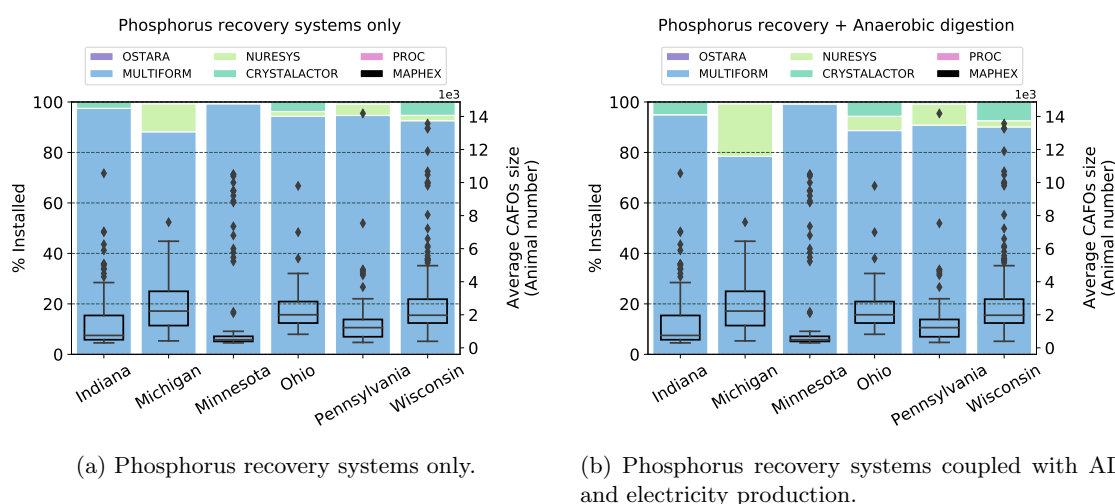 Phosphorus recovery systems only
OSTARA NURESYS PROC
MULTIFORM CRYSTALACTOR MAPHEX
1e3
100
80
60
40
20
0
% Installed
14
12
10
8
6
4
2
0
Average CAFOs size
(Animal number)
Indiana Michigan Minnesota Ohio Pennsylvania Wisconsin
(a) Phosphorus recovery systems only.
Phosphorus recovery + Anaerobic digestion
OSTARA NURESYS PROC
MULTIFORM CRYSTALACTOR MAPHEX
1e3
100
80
60
40
20
0
% Installed
14
12
10
8
6
4
2
0
Average CAFOs size
(Animal number)
Indiana Michigan Minnesota Ohio Pennsylvania Wisconsin
(b) Phosphorus recovery systems coupled with AD
and electricity production.